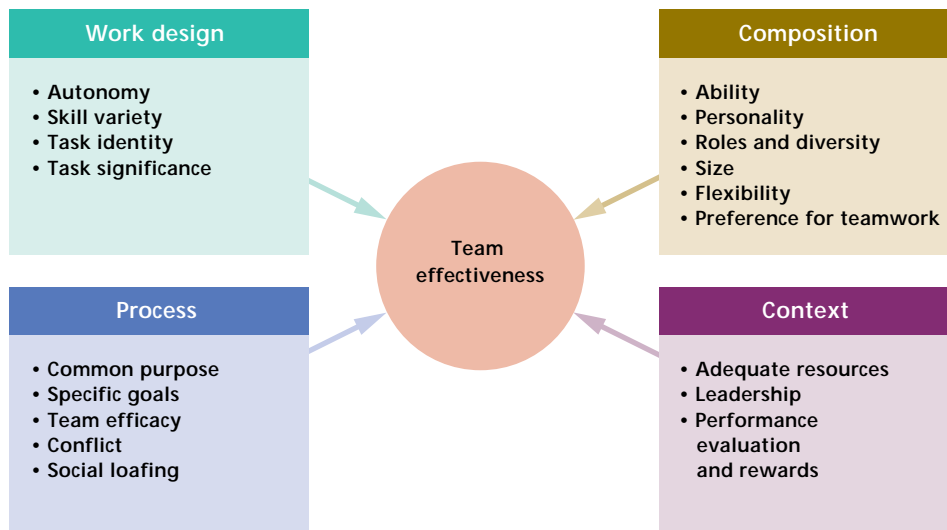 Work design
• Autonomy
• Skill variety
• Task identity
• Task significance
Composition
• Ability
• Personality
• Roles and diversity
• Size
• Flexibility
• Preference for teamwork
Team
effectiveness
Process
• Common purpose
• Specific goals
• Team efficacy
• Conflict
• Social loafing
Context
• Adequate resources
• Leadership
• Performance
evaluation
and rewards